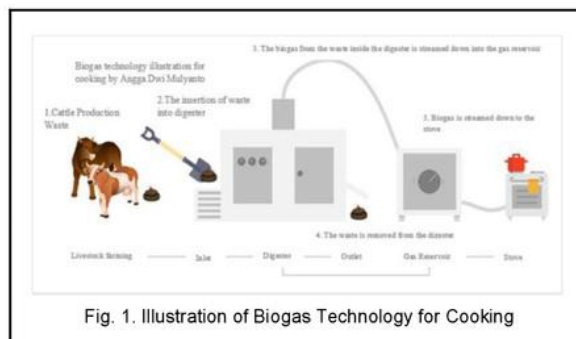 3. The biogas from the waste inside the digester is streamed down into the gas reservoir
Biogas technology illustration for
cooking by Angga Dwi Mulyanto
1.Cattle Production
Waste
2.The insertion of waste
into digester
5. Biogas is streamed down to the
stove
4. The waste is removed from the digester
Livestock farming
Inlet
Digester
Outlet
Gas Reservoir
Stove
Fig. 1. Illustration of Biogas Technology for Cooking